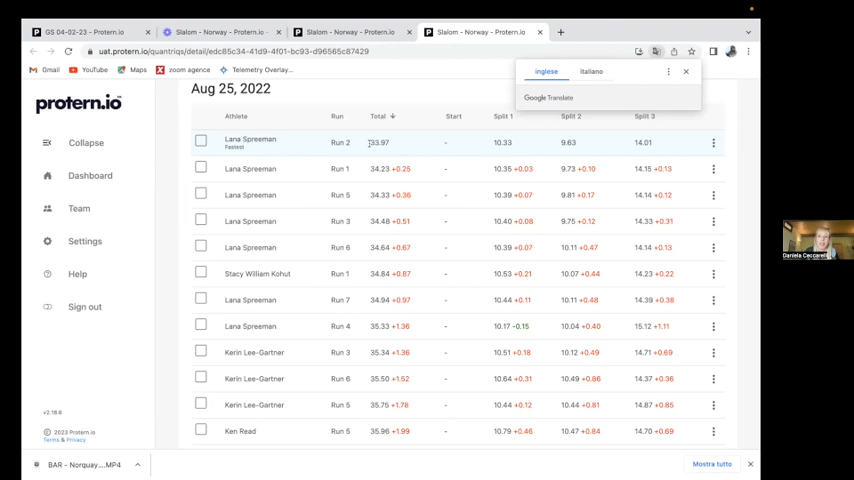 GS 04-02-23 - Protern.io
Slalom - Norway - Protern.io
Slalom - Norway - Protern.io
Slalom - Norway - Protern.io
uat.protern.io/quantriqs/detail/edc85c34-41d9-4f01-bc93-d96565c87429
Gmail YouTube Maps zoom agence Telemetry Overlay...
inglese italiano
Google Translate
protern.io
Collapse
Dashboard
Team
Settings
Help
Sign out
v2.18.6
© 2023 Protern.io
Terms & Privacy
Aug 25, 2022
Athlete Run Total Start Split 1 Split 2 Split 3
Lana Spreeman Run 2 33.97 - 10.33 9.63 14.01
Fastest
Lana Spreeman Run 1 34.23 +0.25 - 10.35 +0.03 9.73 +0.10 14.15 +0.13
Lana Spreeman Run 5 34.33 +0.36 - 10.39 +0.07 9.81 +0.17 14.14 +0.12
Lana Spreeman Run 3 34.48 +0.51 - 10.40 +0.08 9.75 +0.12 14.33 +0.31
Lana Spreeman Run 6 34.64 +0.67 - 10.39 +0.07 10.11 +0.47 14.14 +0.13
Stacy William Kohut Run 1 34.84 +0.87 - 10.53 +0.21 10.07 +0.44 14.23 +0.22
Lana Spreeman Run 7 34.94 +0.97 - 10.44 +0.11 10.11 +0.48 14.39 +0.38
Lana Spreeman Run 4 35.33 +1.36 - 10.17 -0.15 10.04 +0.40 15.12 +1.11
Kerin Lee-Gartner Run 3 35.34 +1.36 - 10.51 +0.18 10.12 +0.49 14.71 +0.69
Kerin Lee-Gartner Run 6 35.50 +1.52 - 10.64 +0.31 10.49 +0.86 14.37 +0.36
Kerin Lee-Gartner Run 5 35.75 +1.78 - 10.44 +0.12 10.44 +0.81 14.87 +0.85
Ken Read Run 5 35.96 +1.99 - 10.79 +0.46 10.47 +0.84 14.70 +0.69
BAR - Norquay....MP4
Mostra tutto
Daniela Ceccarelli